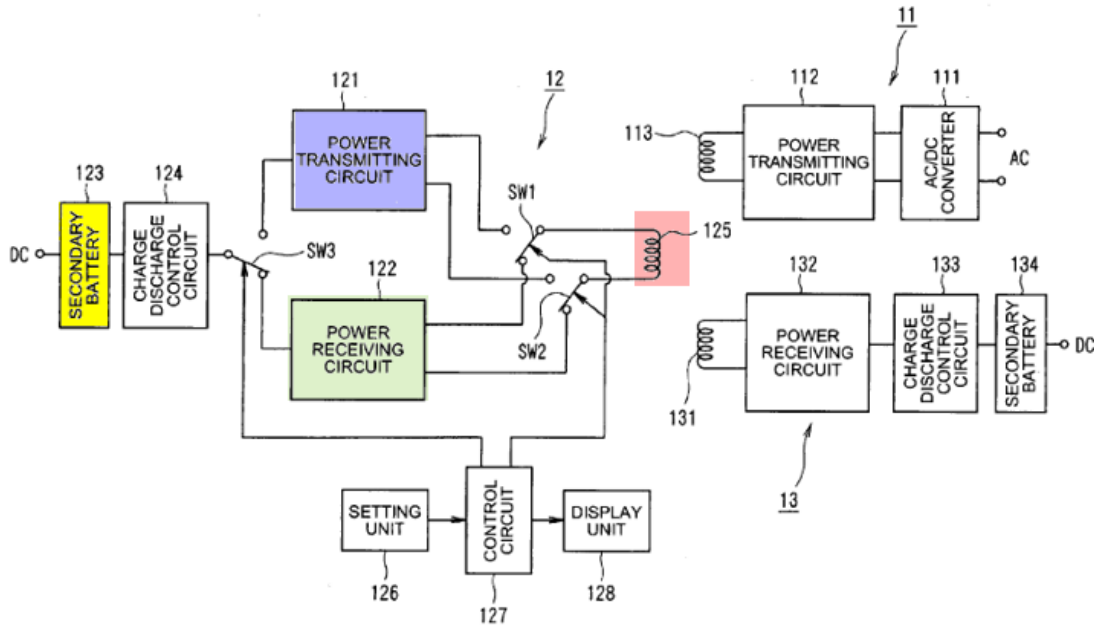 11
121
12
112
111
113
POWER
TRANSMITTING
CIRCUIT
POWER
TRANSMITTING
CIRCUIT
AC/DC
CONVERTER
AC
123
124
SW1
125
DC
SECONDARY
BATTERY
CHARGE
DISCHARGE
CONTROL
CIRCUIT
SW3
122
132
133
134
POWER
RECEIVING
CIRCUIT
SW2
POWER
RECEIVING
CIRCUIT
CHARGE
DISCHARGE
CONTROL
CIRCUIT
SECONDARY
BATTERY
DC
131
13
SETTING
UNIT
CONTROL
CIRCUIT
DISPLAY
UNIT
126
127
128